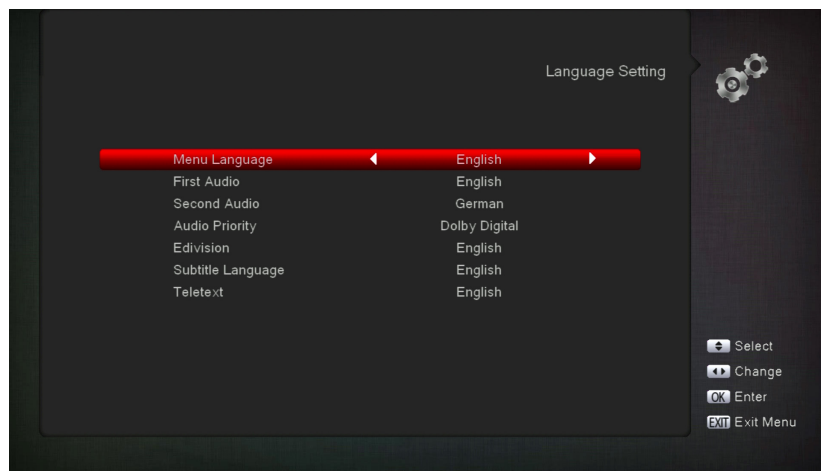 Language Setting
Menu Language English
First Audio English
Second Audio German
Audio Priority Dolby Digital
Edivision English
Subtitle Language English
Teletext English
Select
Change
OK Enter
EXIT Exit Menu